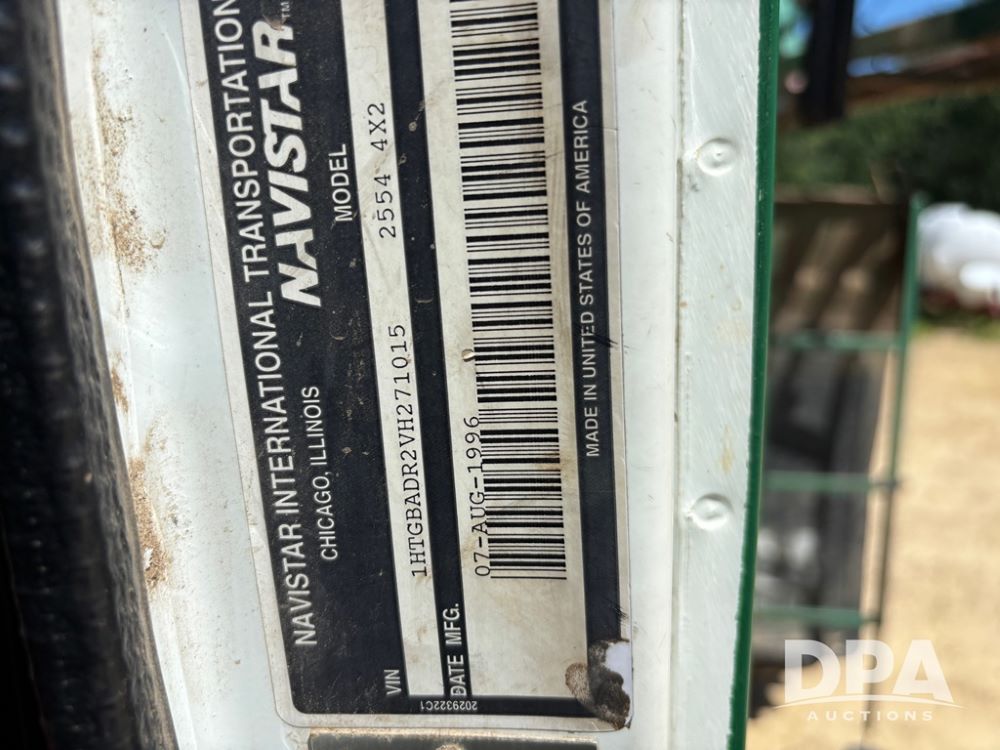 NAVISTAR INTERNATIONAL TRANSPORTATION
CHICAGO, ILLINOIS NAVISTAR™
MODEL
VIN 1HTGBADR2VH271015 2554 4X2
DATE MFG.
07-AUG-1996
MADE IN UNITED STATES OF AMERICA
2029322C1
DPA
AUCTIONS